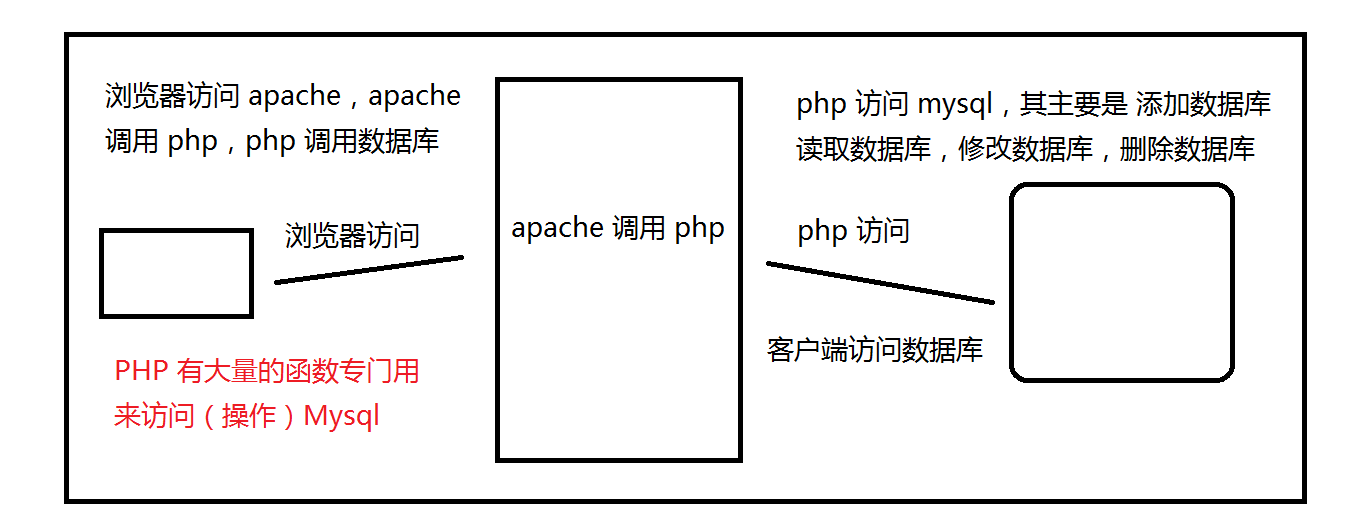 浏览器访问 apache，apache
调用 php，php 调用数据库
浏览器访问
PHP 有大量的函数专门用
来访问（操作）Mysql
apache 调用 php
php 访问 mysql，其主要是 添加数据库
读取数据库，修改数据库，删除数据库
php 访问
客户端访问数据库